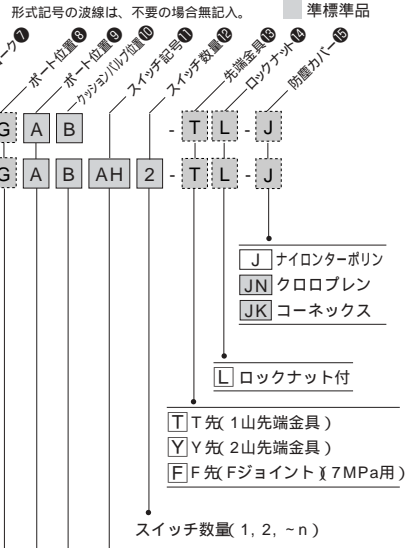 形式記号の波線は、不要の場合無記入。
準標準品
ーク❼
ポート位置❽
ポート位置❾
クッションバルブ位置❿
スイッチ記号⓫
スイッチ数量⓬
先端金具⓭
ロックナット⓮
防塵カバー⓯
G A B - T L - J
G A B AH 2 - T L - J
J ナイロンターポリン
JN クロロプレン
JK コーネックス
L ロックナット付
T T先(1山先端金具)
Y Y先(2山先端金具)
F F先(Fジョイント)(7MPa用)
スイッチ数量(1, 2, ~n)